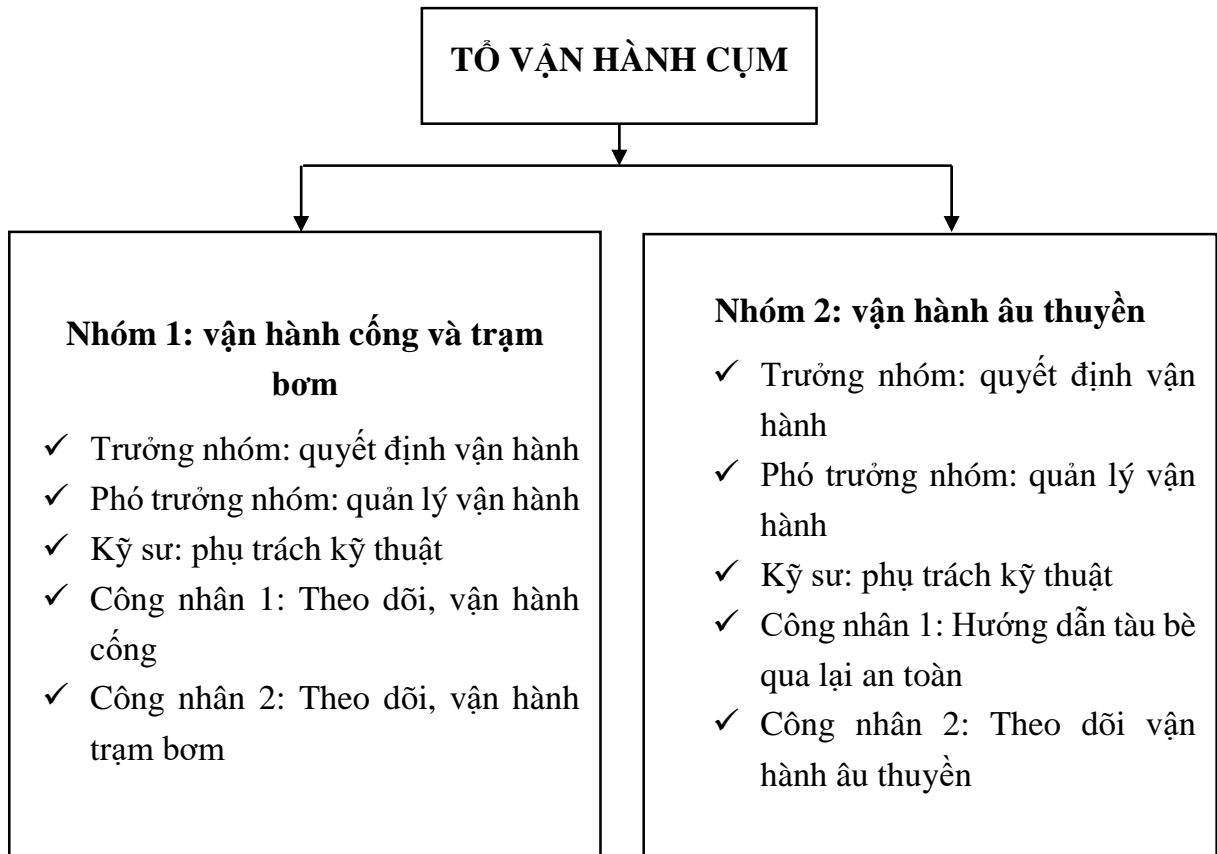 TỔ VẬN HÀNH CỤM
Nhóm 1: vận hành cống và trạm
bơm
✓ Trưởng nhóm: quyết định vận hành
✓ Phó trưởng nhóm: quản lý vận hành
✓ Kỹ sư: phụ trách kỹ thuật
✓ Công nhân 1: Theo dõi, vận hành
cống
✓ Công nhân 2: Theo dõi, vận hành
trạm bơm
Nhóm 2: vận hành âu thuyền
✓ Trưởng nhóm: quyết định vận
hành
✓ Phó trưởng nhóm: quản lý vận
hành
✓ Kỹ sư: phụ trách kỹ thuật
✓ Công nhân 1: Hướng dẫn tàu bè
qua lại an toàn
✓ Công nhân 2: Theo dõi vận
hành âu thuyền